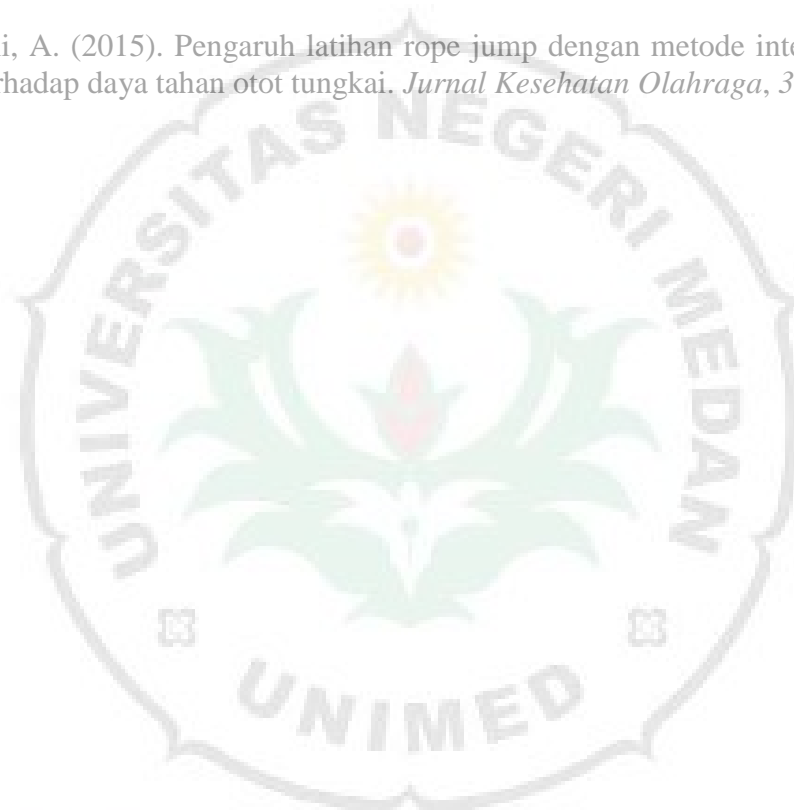 i, A. (2015). Pengaruh latihan rope jump dengan metode inte
rhadap daya tahan otot tungkai. Jurnal Kesehatan Olahraga, 3
UNIVERSITAS NEGERI MEDAN
UNIMED